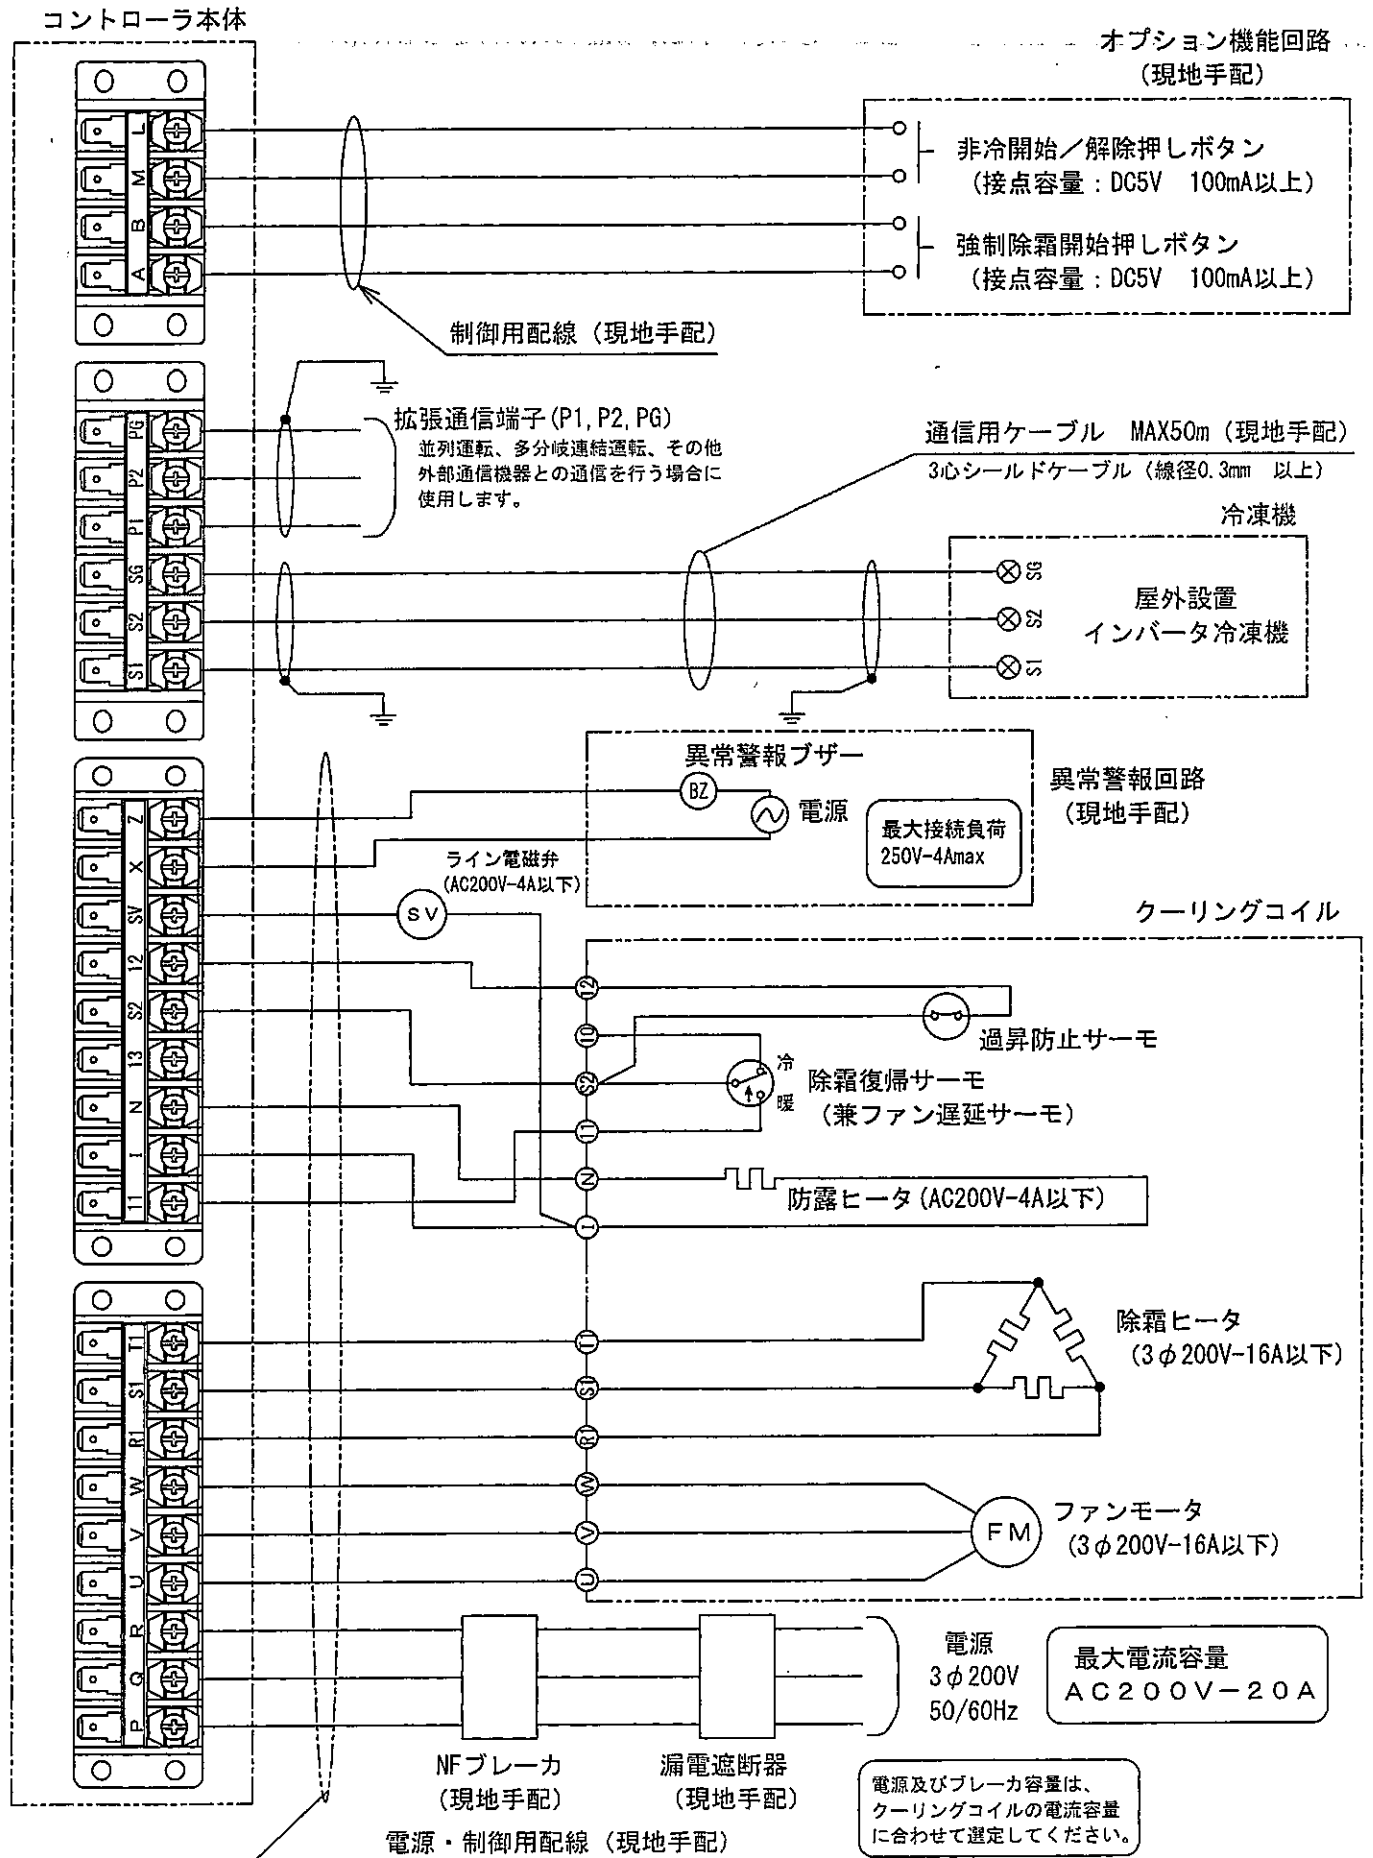 コントローラ本体
オプション機能回路
(現地手配)
L
M
B
A
非冷開始／解除押しボタン
(接点容量：DC5V 100mA以上)
強制除霜開始押しボタン
(接点容量：DC5V 100mA以上)
制御用配線 (現地手配)
PG
P2
P1
SG
S2
S1
拡張通信端子(P1,P2,PG)
並列運転、多分岐連結運転、その他
外部通信機器との通信を行う場合に
使用します。
通信用ケーブル MAX50m (現地手配)
3心シールドケーブル (線径0.3mm 以上)
冷凍機
SG
S2
S1
屋外設置
インバータ冷凍機
異常警報ブザー
BZ
電源
最大接続負荷
250V-4Amax
異常警報回路
(現地手配)
Z
X
SV
12
S2
13
N
I
11
ライン電磁弁
(AC200V-4A以下)
SV
クーリングコイル
12
10
S2
11
N
I
過昇防止サーモ
冷
暖
除霜復帰サーモ
(兼ファン遅延サーモ)
防露ヒータ(AC200V-4A以下)
T1
S1
R1
W
V
U
R
Q
P
T1
S1
R1
W
V
U
除霜ヒータ
(3φ200V-16A以下)
FM
ファンモータ
(3φ200V-16A以下)
NFブレーカ
(現地手配)
漏電遮断器
(現地手配)
電源
3φ200V
50/60Hz
最大電流容量
AC200V-20A
電源・制御用配線 (現地手配)
電源及びブレーカ容量は、
クーリングコイルの電流容量
に合わせて選定してください。